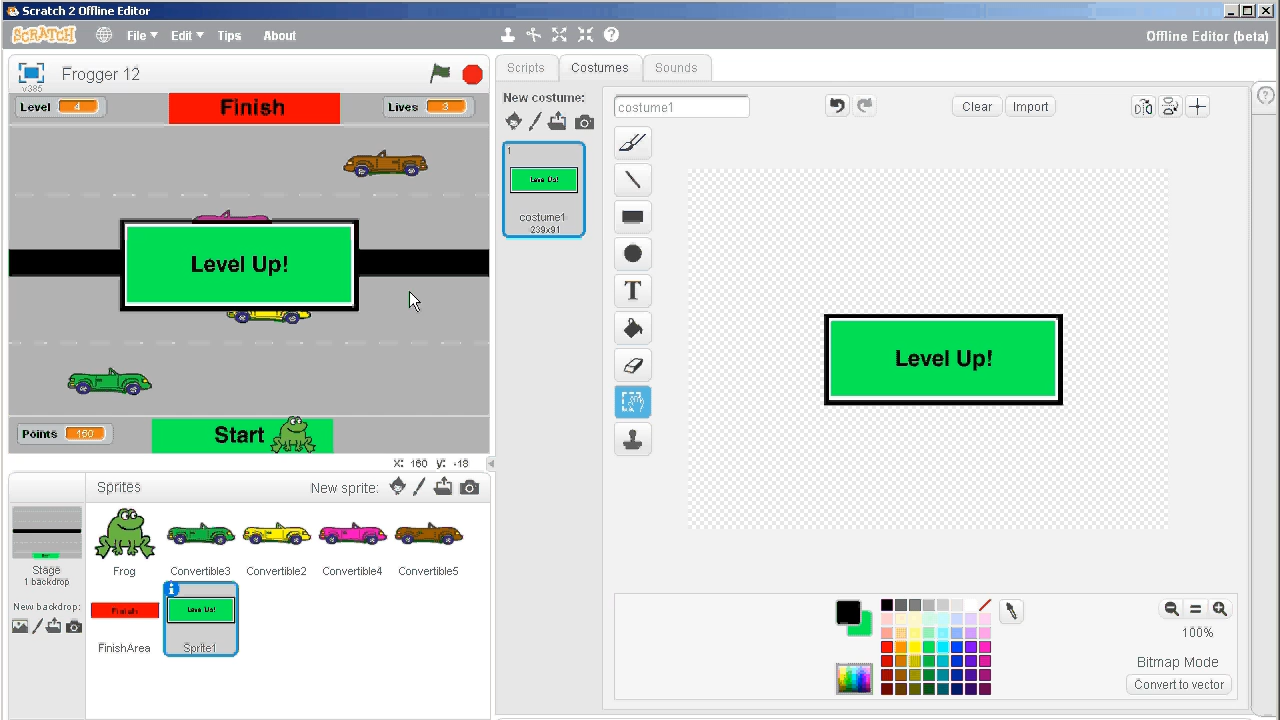 Scratch 2 Offline Editor
SCRATCH File Edit Tips About
Offline Editor (beta)
v385
Frogger 12
Level 4
Finish
Lives 3
Level Up!
Points 160
Start
x: 160 y: -18
Scripts Costumes Sounds
New costume:
costume1
Clear Import
1
Level Up!
costume1
239x91
Level Up!
T
Sprites
New sprite:
Stage
1 backdrop
New backdrop:
Start
Frog Convertible3 Convertible2 Convertible4 Convertible5
Finish
Level Up!
FinishArea Sprite1
100%
Bitmap Mode
Convert to vector